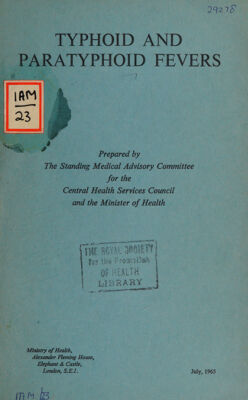 29278
TYPHOID AND
PARATYPHOID FEVERS
IAM
23
Prepared by
The Standing Medical Advisory Committee
for the
Central Health Services Council
and the Minister of Health
THE ROYAL SOCIETY
for the Promotion
OF HEALTH
LIBRARY
Ministry of Health,
Alexander Fleming House,
Elephant & Castle,
London, S.E.1.
July, 1965
IAM /23